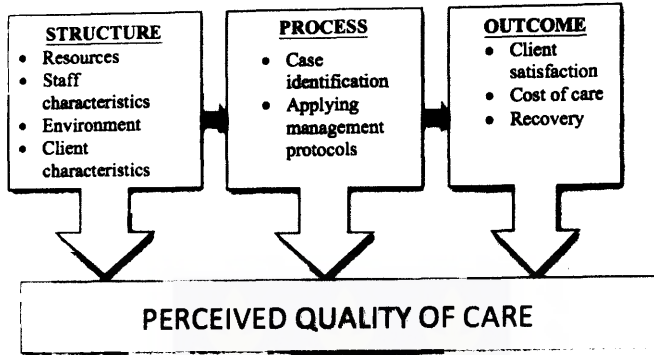 STRUCTURE
• Resources
• Staff
characteristics
• Environment
• Client
characteristics
PROCESS
• Case
identification
• Applying
management
protocols
OUTCOME
• Client
satisfaction
• Cost of care
• Recovery
PERCEIVED QUALITY OF CARE